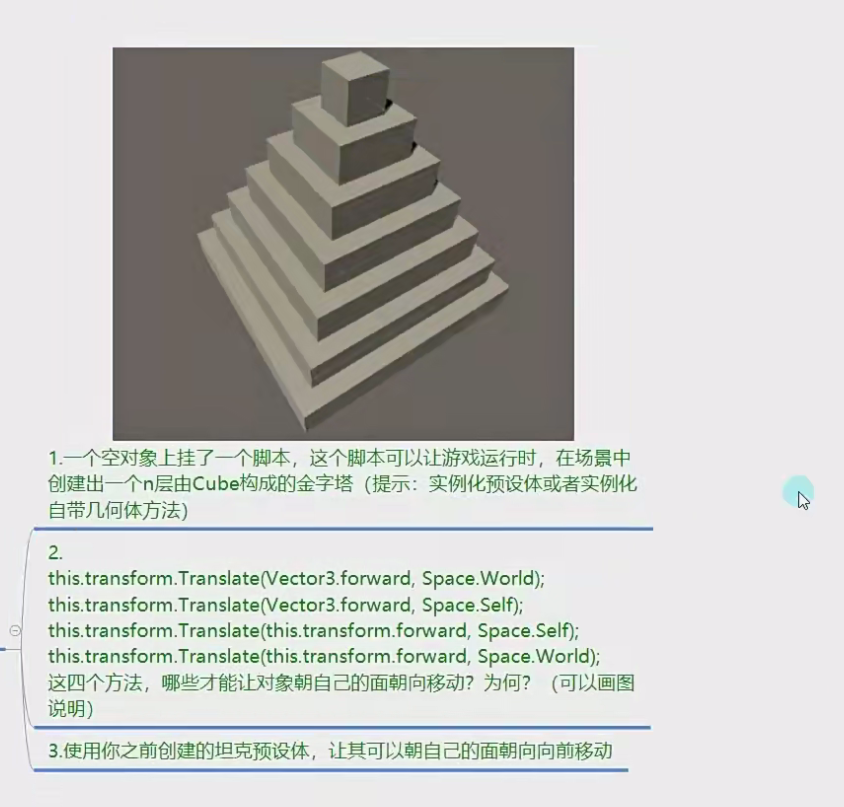 1.一个空对象上挂了一个脚本，这个脚本可以让游戏运行时，在场景中
创建出一个n层由Cube构成的金字塔（提示：实例化预设体或者实例化
自带几何体方法）
2.
this.transform.Translate(Vector3.forward, Space.World);
this.transform.Translate(Vector3.forward, Space.Self);
this.transform.Translate(this.transform.forward, Space.Self);
this.transform.Translate(this.transform.forward, Space.World);
这四个方法，哪些才能让对象朝自己的面朝向移动？为何？（可以画图
说明）
3.使用你之前创建的坦克预设体，让其可以朝自己的面朝向向前移动